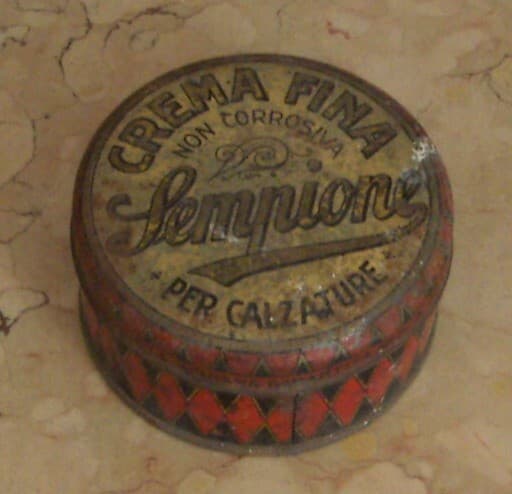 CREMA FINA
NON CORROSIVA
Sempione
PER CALZATURE